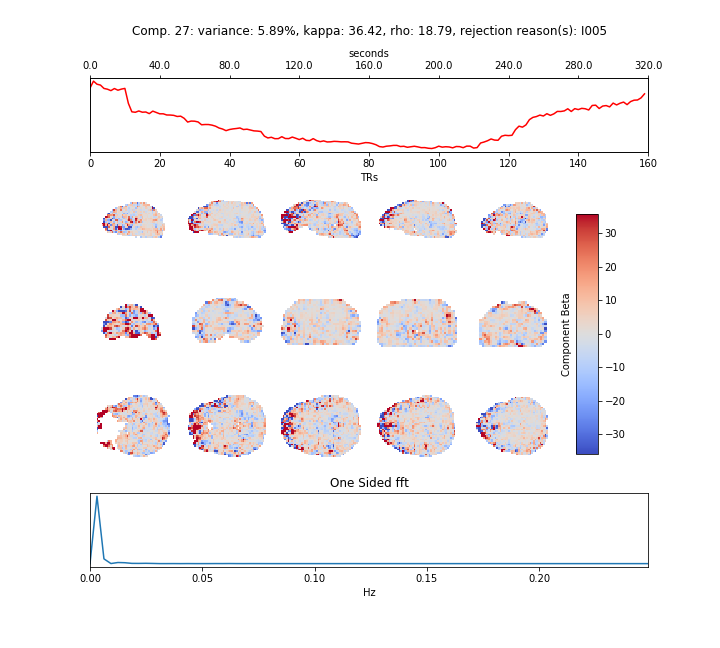 Comp. 27: variance: 5.89%, kappa: 36.42, rho: 18.79, rejection reason(s): I005
seconds
0.0 40.0 80.0 120.0 160.0 200.0 240.0 280.0 320.0
0 20 40 60 80 100 120 140 160
TRs
30
20
10
0
−10
−20
−30
Component Beta
One Sided fft
0.00 0.05 0.10 0.15 0.20
Hz